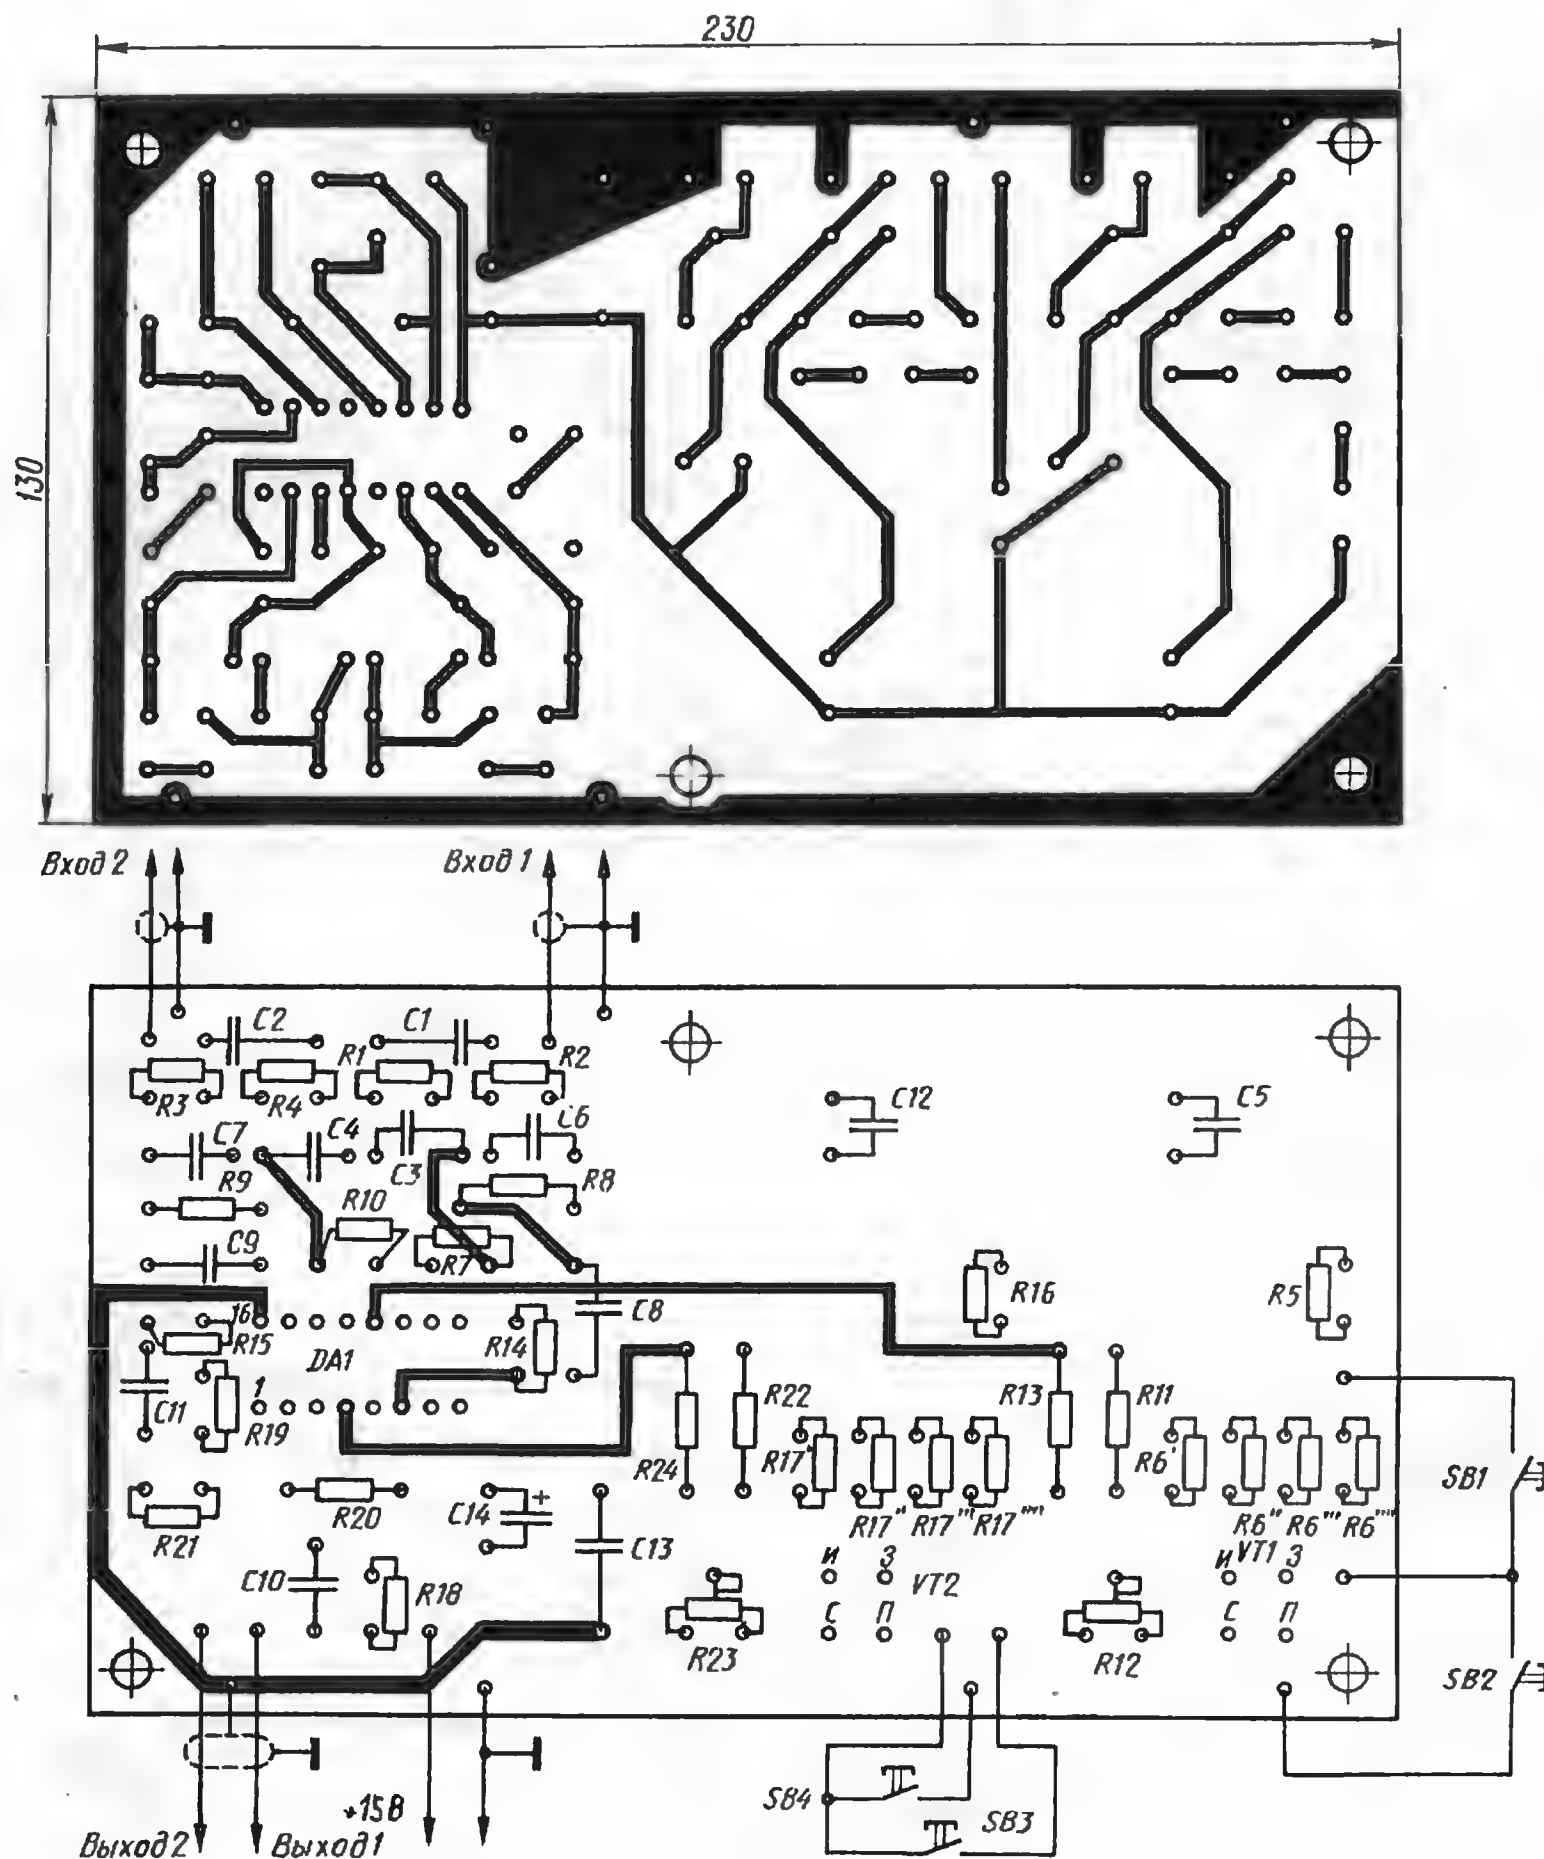 230
130
Вход 2
Вход 1
C2
C1
R1
R2
R3
R4
C7
C4
C3
C6
C12
C5
R9
R10
R8
C9
R7
R16
R5
16
R15
R14
C8
DA1
C11
1
R19
R22
R13
R11
R24
R17'
R6'
SB1
R21
R20
C14
+
C13
R17"
R17'''
R17''''
R6"
R6'''
R6''''
C10
R18
И
З
VT2
И
VT1
З
С
П
С
П
R23
R12
SB2
+15В
SB4
SB3
Выход 2
Выход 1